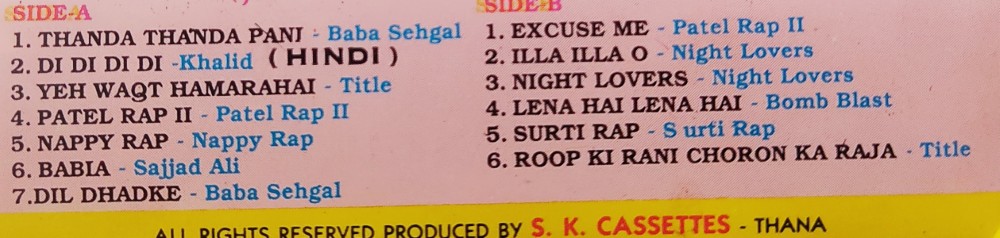 SIDE-A
1. THANDA THANDA PANI - Baba Sehgal
2. DI DI DI DI -Khalid (HINDI)
3. YEH WAQT HAMARAHAI - Title
4. PATEL RAP II - Patel Rap II
5. NAPPY RAP - Nappy Rap
6. BABIA - Sajjad Ali
7.DIL DHADKE - Baba Sehgal
SIDE-B
1. EXCUSE ME - Patel Rap II
2. ILLA ILLA O - Night Lovers
3. NIGHT LOVERS - Night Lovers
4. LENA HAI LENA HAI - Bomb Blast
5. SURTI RAP - S urti Rap
6. ROOP KI RANI CHORON KA RAJA - Title
ALL RIGHTS RESERVED PRODUCED BY S. K. CASSETTES - THANA